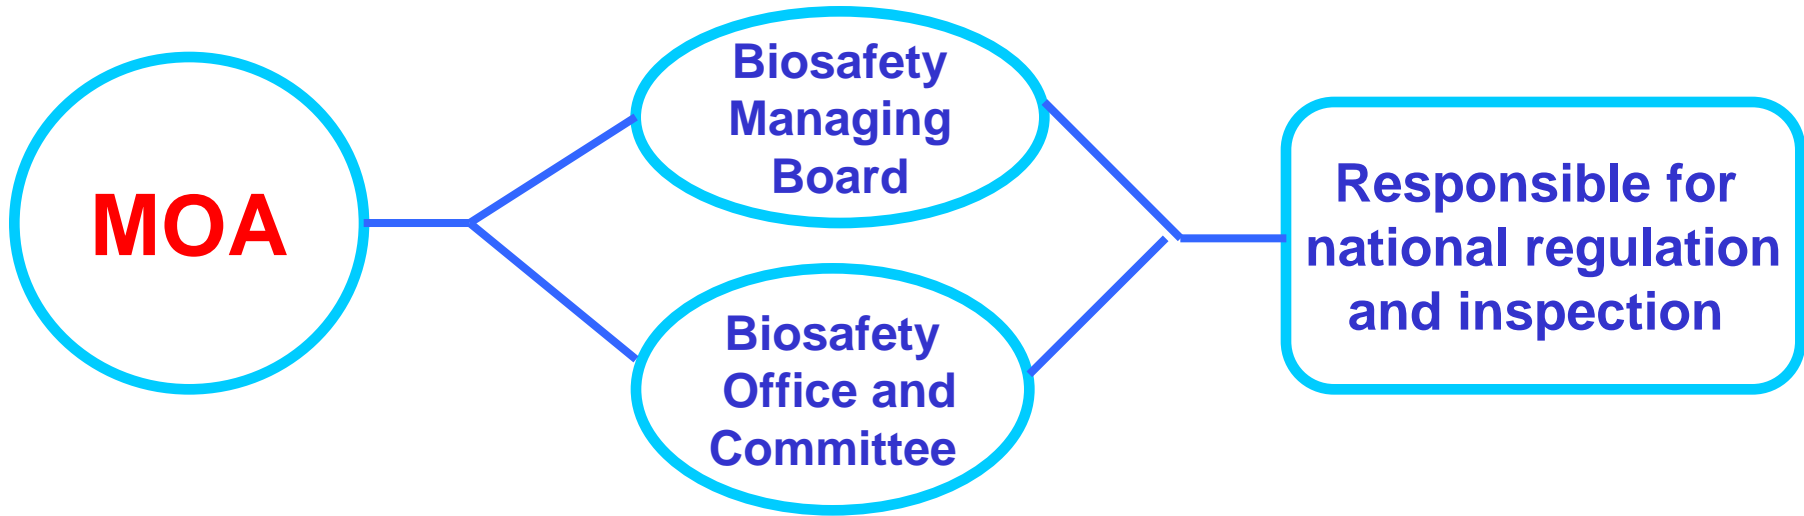 MOA
Biosafety
Managing
Board
Biosafety
Office and
Committee
Responsible for
national regulation
and inspection